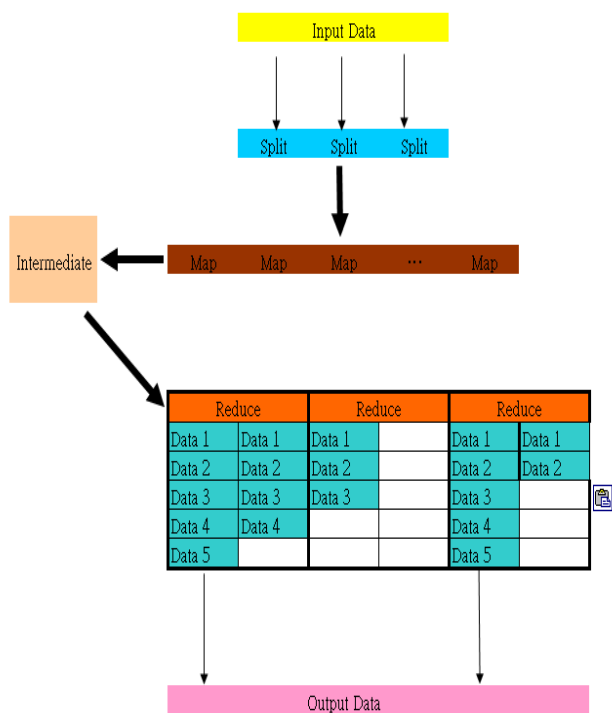 Input Data
Split Split Split
Intermediate Map Map Map ... Map
Reduce Reduce Reduce
Data 1 Data 1 Data 1 Data 1 Data 1
Data 2 Data 2 Data 2 Data 2 Data 2
Data 3 Data 3 Data 3 Data 3
Data 4 Data 4 Data 4
Data 5 Data 5
Output Data